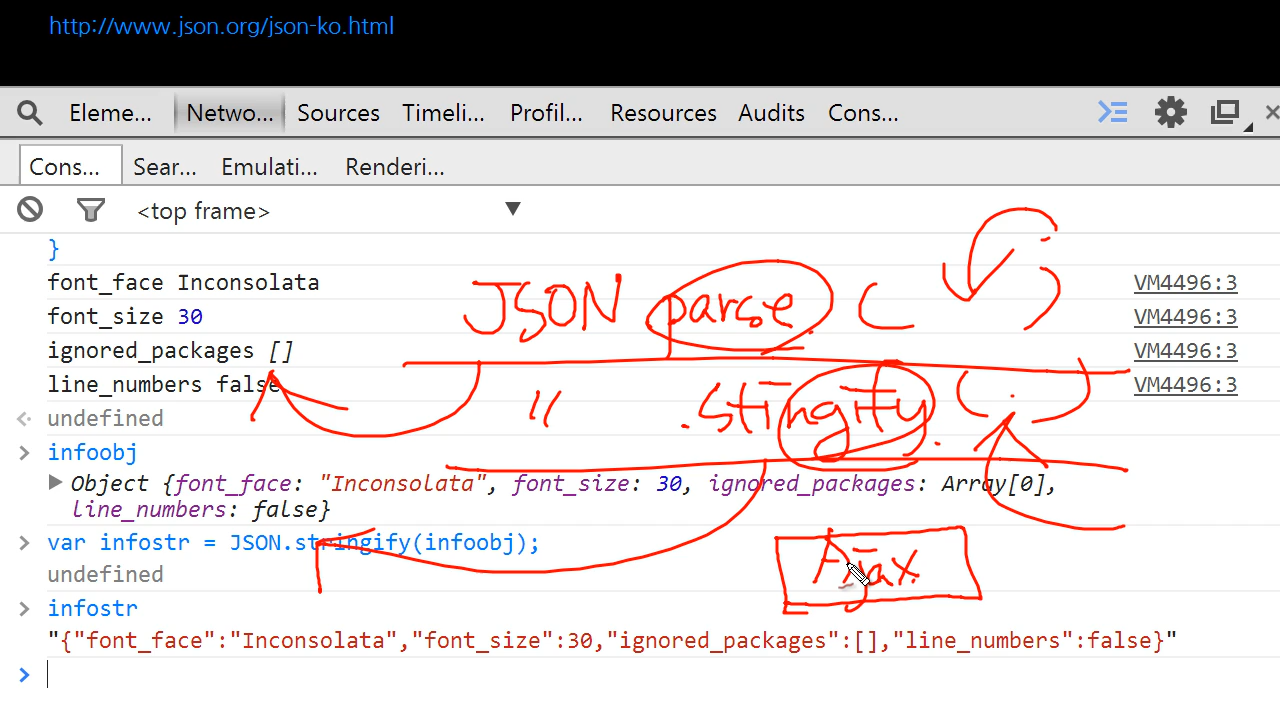 http://www.json.org/json-ko.html
Eleme... Netwo... Sources Timeli... Profil... Resources Audits Cons...
Cons... Sear... Emulati... Renderi...
<top frame>
}
font_face Inconsolata VM4496:3
font_size 30 VM4496:3
ignored_packages [] VM4496:3
line_numbers false VM4496:3
JSON parse. ( )
" .stringify ( )
undefined
infoobj
Object {font_face: "Inconsolata", font_size: 30, ignored_packages: Array[0],
line_numbers: false}
var infostr = JSON.stringify(infoobj);
undefined
Ajax
infostr
"{"font_face":"Inconsolata","font_size":30,"ignored_packages":[],"line_numbers":false}"